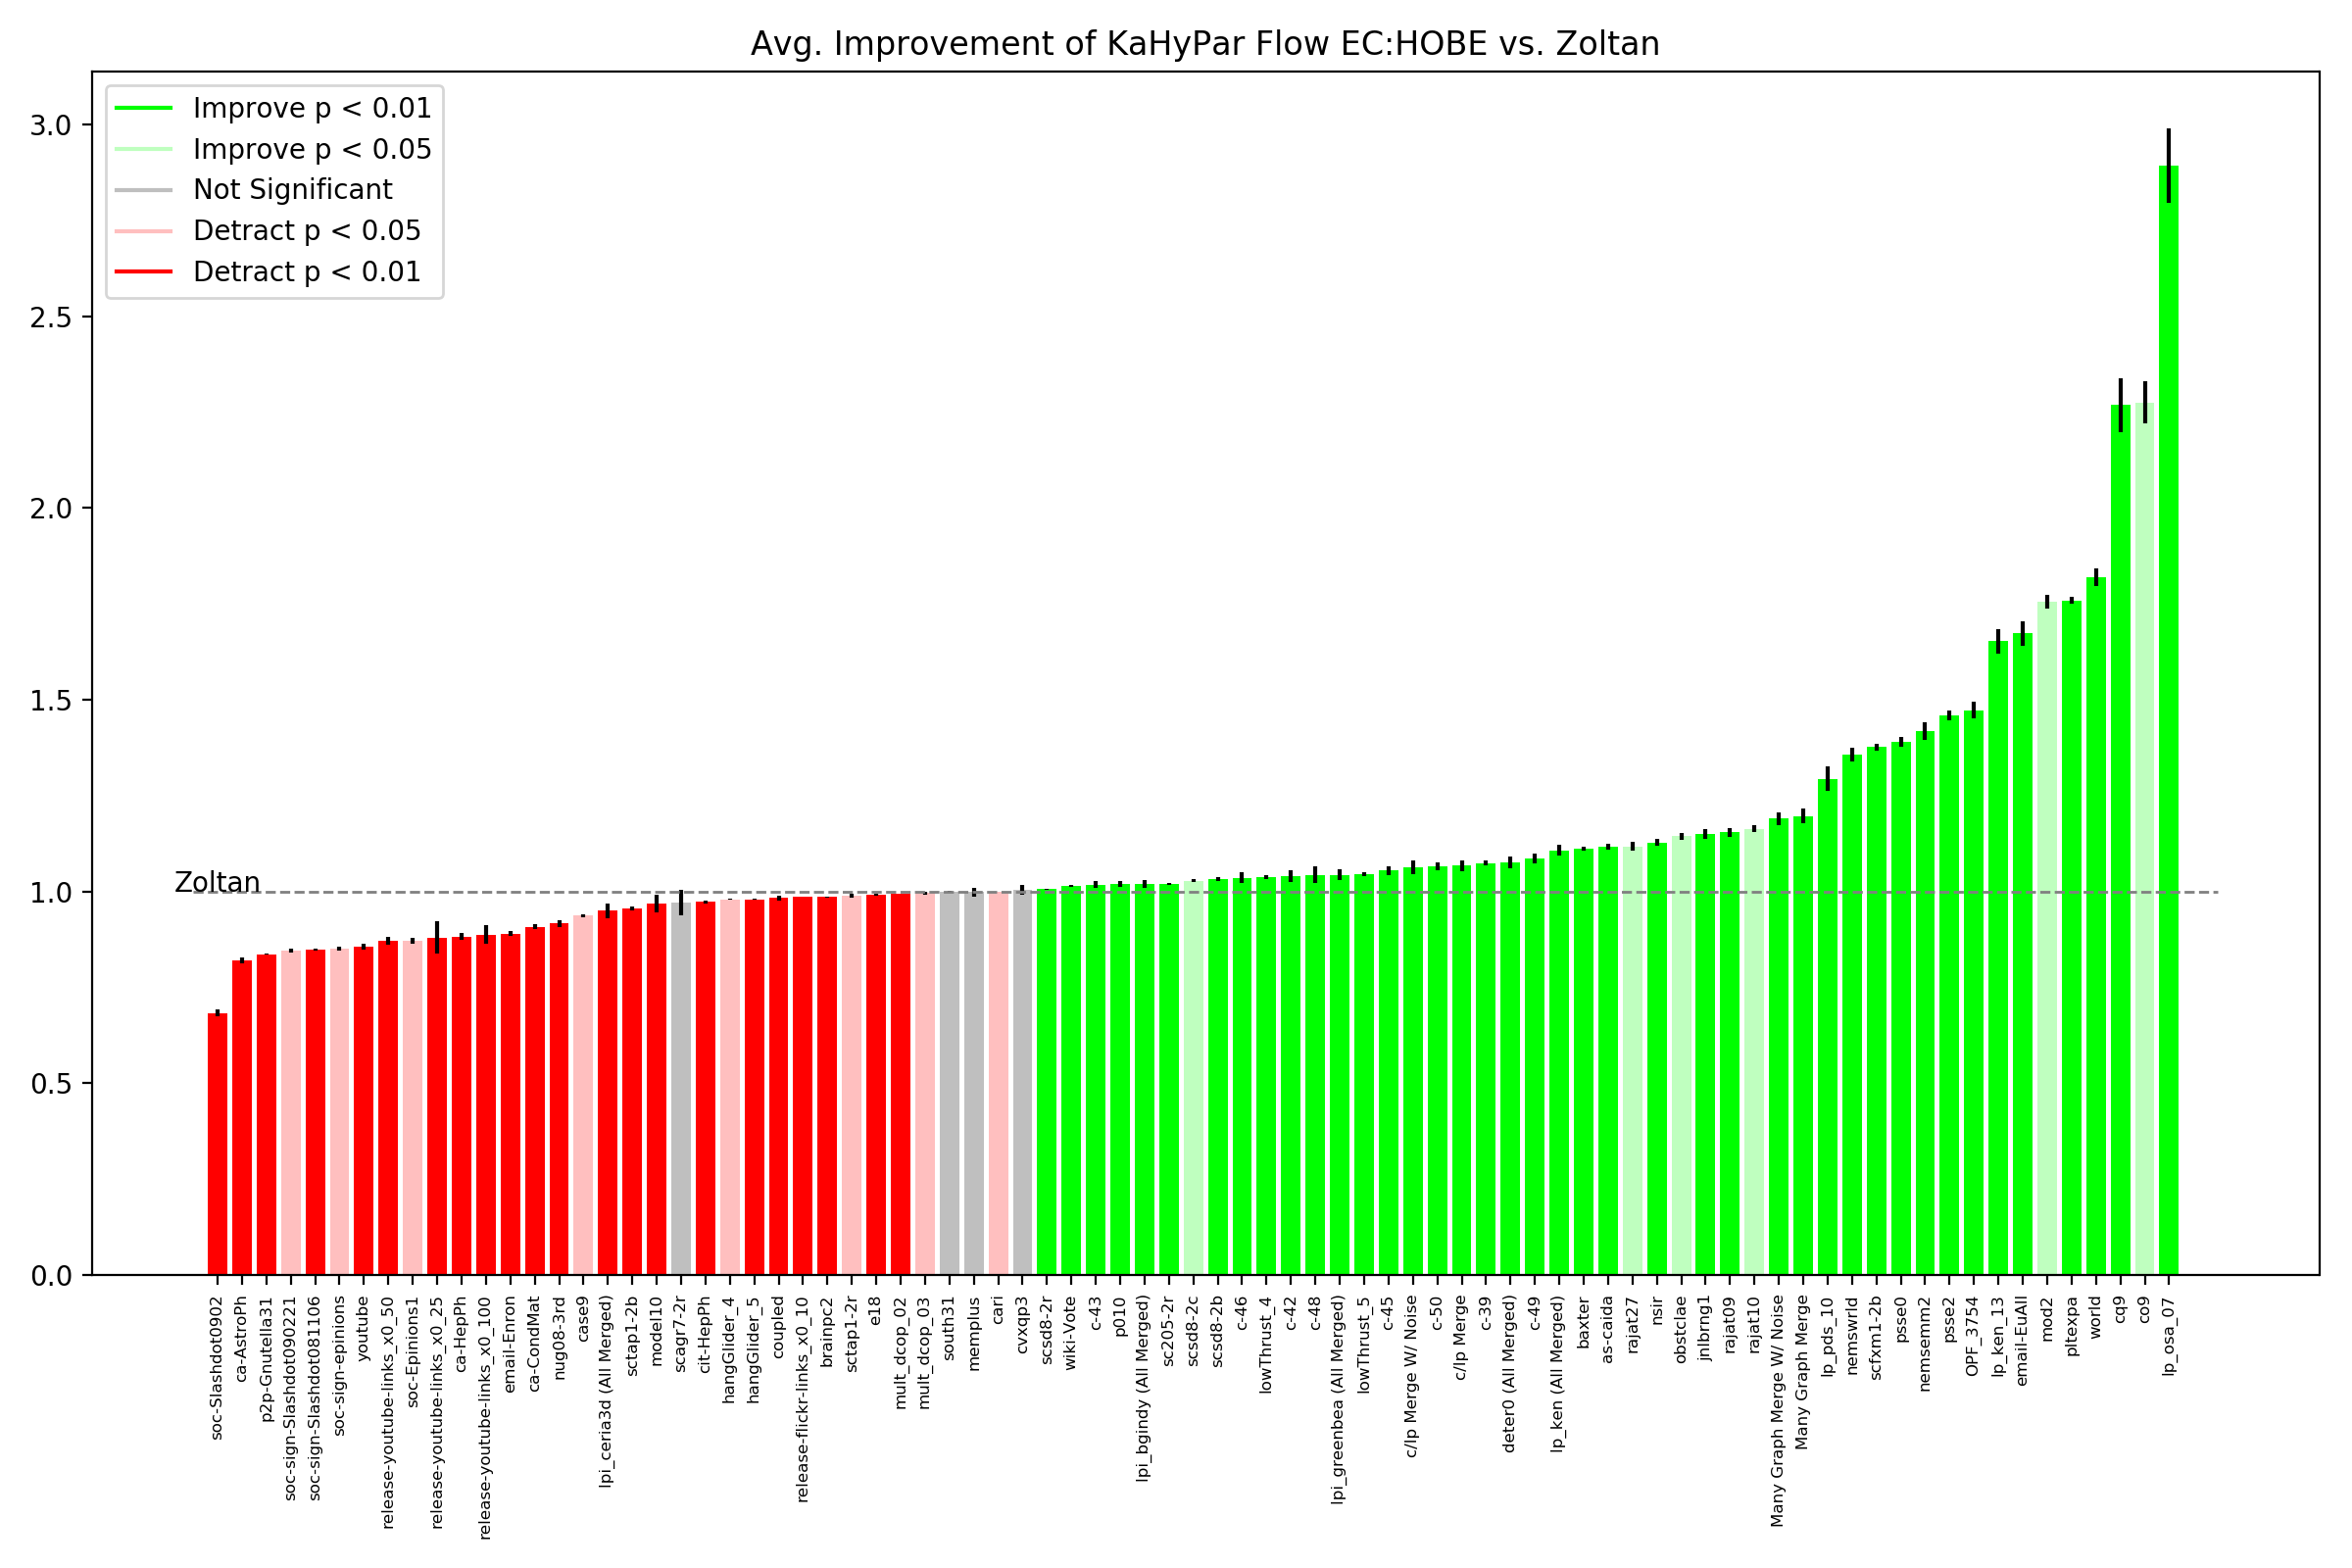 Avg. Improvement of KaHyPar Flow EC:HOBE vs. Zoltan
Improve p < 0.01
Improve p < 0.05
Not Significant
Detract p < 0.05
Detract p < 0.01
3.0
2.5
2.0
1.5
1.0
0.5
0.0
Zoltan
soc-Slashdot0902
ca-AstroPh
p2p-Gnutella31
soc-sign-Slashdot090221
soc-sign-Slashdot081106
soc-sign-epinions
youtube
release-youtube-links_x0_50
soc-Epinions1
release-youtube-links_x0_25
ca-HepPh
release-youtube-links_x0_100
email-Enron
ca-CondMat
nug08-3rd
case9
lpi_ceria3d (All Merged)
sctap1-2b
model10
scagr7-2r
cit-HepPh
hangGlider_4
hangGlider_5
coupled
release-flickr-links_x0_10
brainpc2
sctap1-2r
e18
mult_dcop_02
mult_dcop_03
south31
memplus
cari
cvxqp3
scsd8-2r
wiki-Vote
c-43
p010
lpi_bgindy (All Merged)
sc205-2r
scsd8-2c
scsd8-2b
c-46
lowThrust_4
c-42
c-48
lpi_greenbea (All Merged)
lowThrust_5
c-45
c/lp Merge W/ Noise
c-50
c/lp Merge
c-39
deter0 (All Merged)
c-49
lp_ken (All Merged)
baxter
as-caida
rajat27
nsir
obstclae
jnlbrng1
rajat09
rajat10
Many Graph Merge W/ Noise
Many Graph Merge
lp_pds_10
nemswrld
scfxm1-2b
psse0
nemsemm2
psse2
OPF_3754
lp_ken_13
email-EuAll
mod2
pltexpa
world
cq9
co9
lp_osa_07